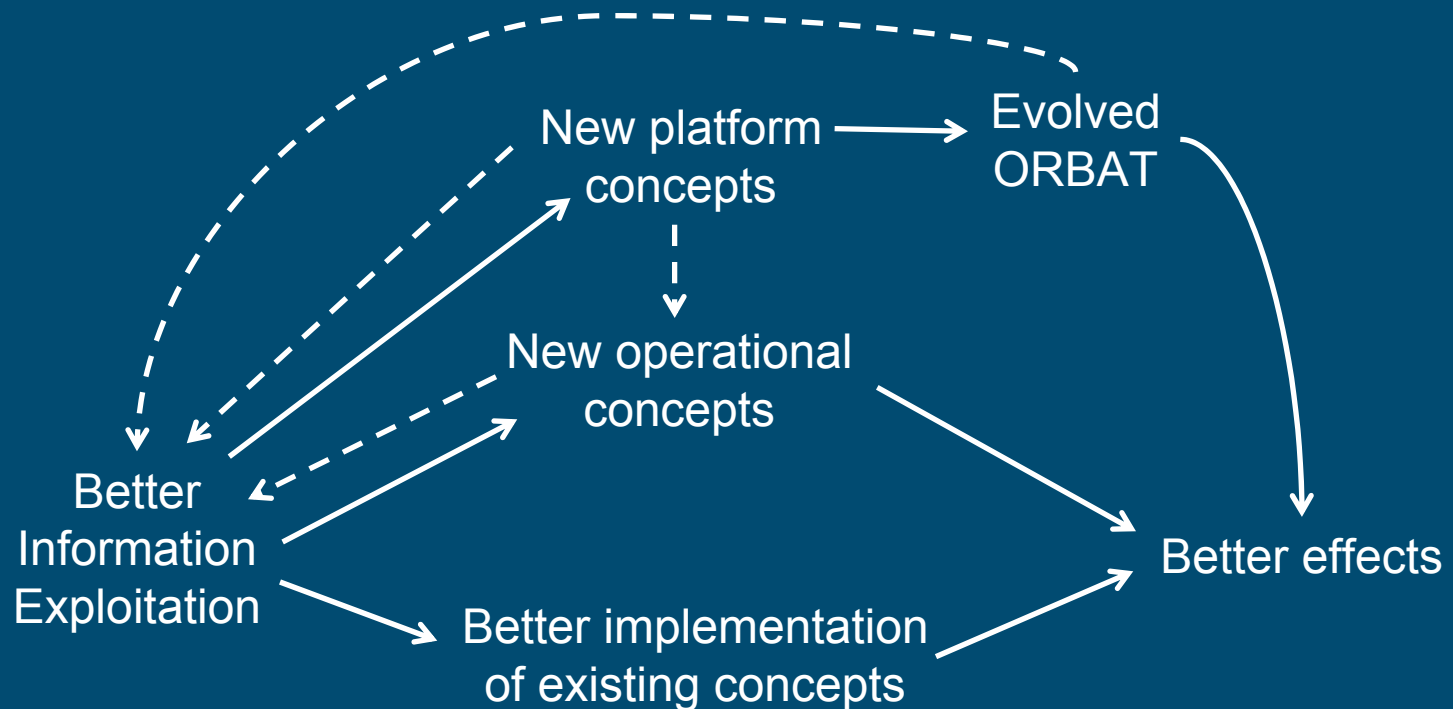 New platform
concepts
Evolved
ORBAT
New operational
concepts
Better
Information
Exploitation
Better effects
Better implementation
of existing concepts